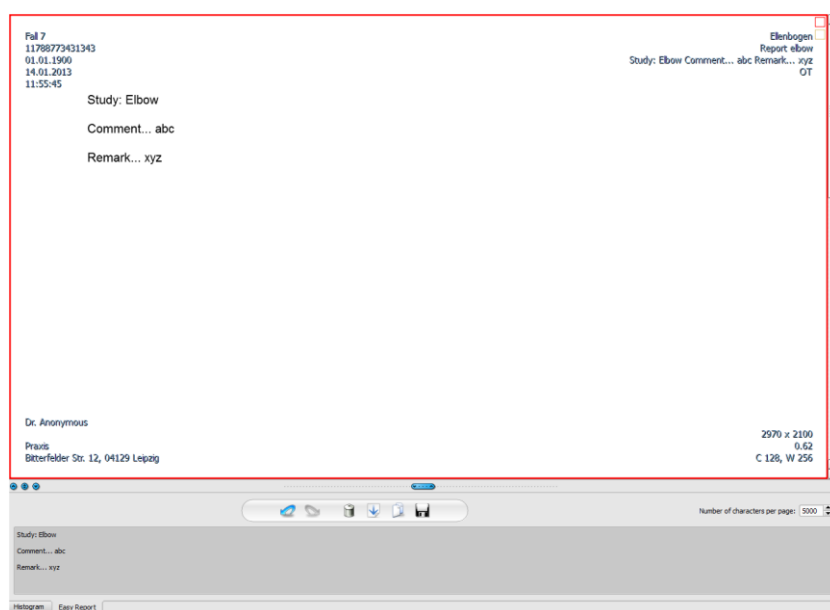 Fall 7
11788773431343
01.01.1900
14.01.2013
11:55:45
Ellenbogen
Report elbow
Study: Elbow Comment... abc Remark... xyz
OT
Study: Elbow
Comment... abc
Remark... xyz
Dr. Anonymous
Praxis
Bitterfelder Str. 12, 04129 Leipzig
2970 x 2100
0.62
C 128, W 256
Number of characters per page: 5000
Study: Elbow
Comment... abc
Remark... xyz
Histogram Easy Report